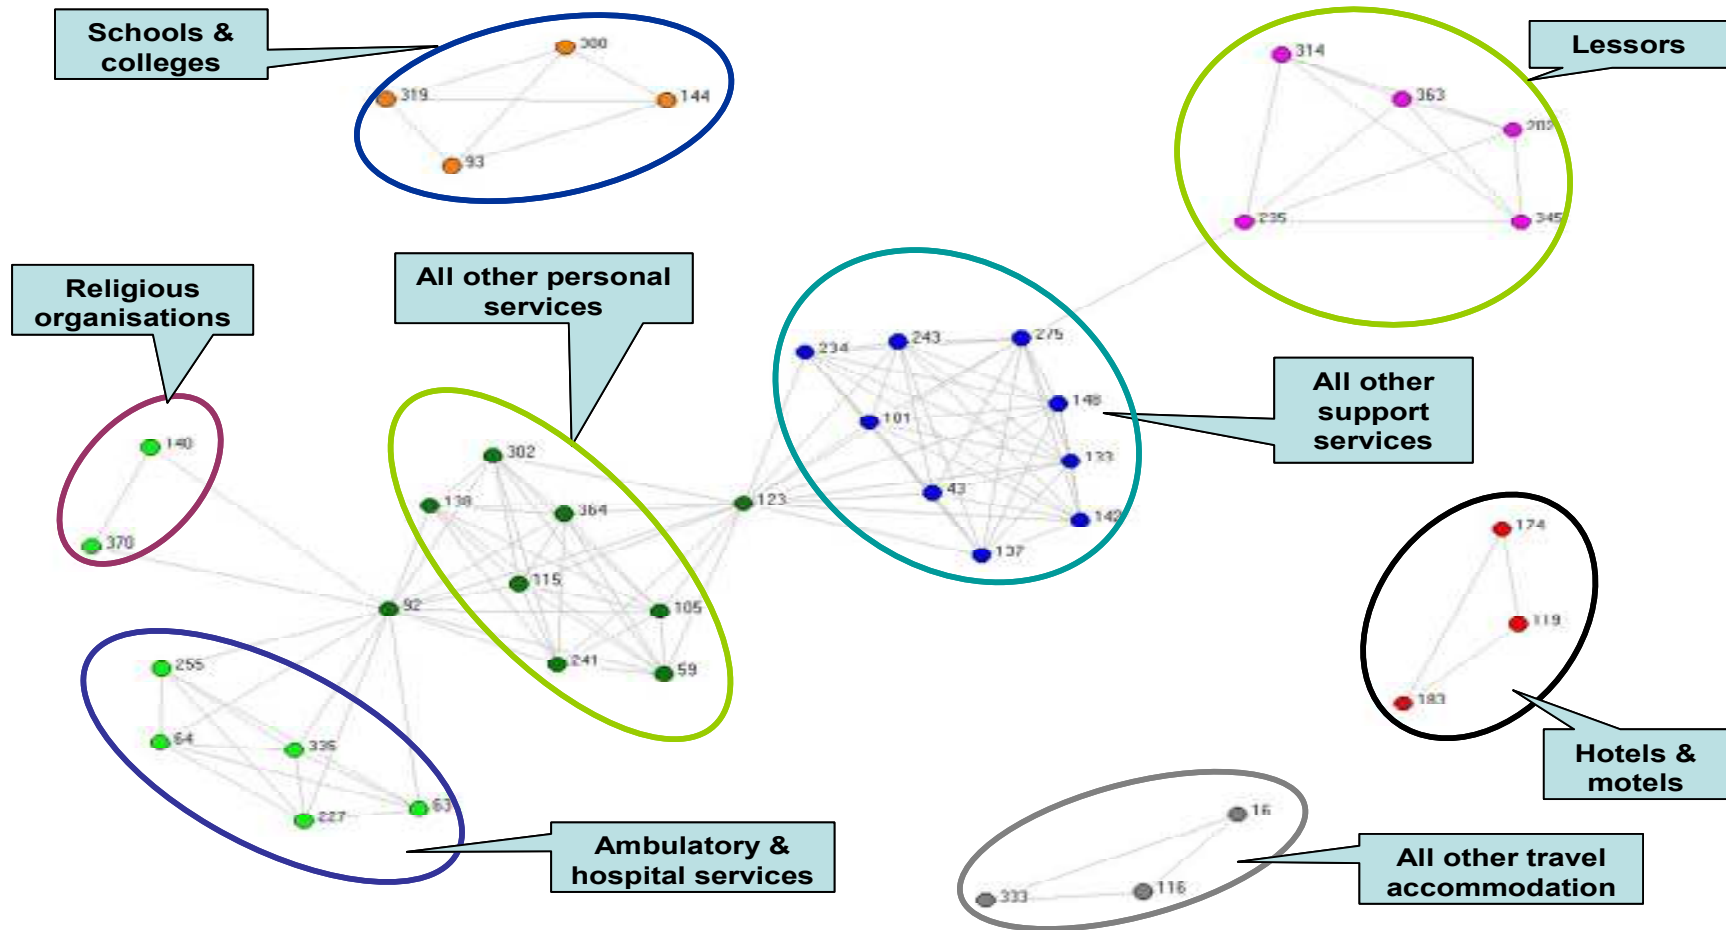 Schools &
colleges
300
319
144
93
Lessors
314
363
202
235
345
Religious
organisations
All other personal
services
All other
support
services
234
243
275
148
101
133
43
142
137
140
370
302
138
364
123
115
105
92
241
59
255
64
336
227
63
174
119
183
Hotels &
motels
Ambulatory &
hospital services
16
116
333
All other travel
accommodation